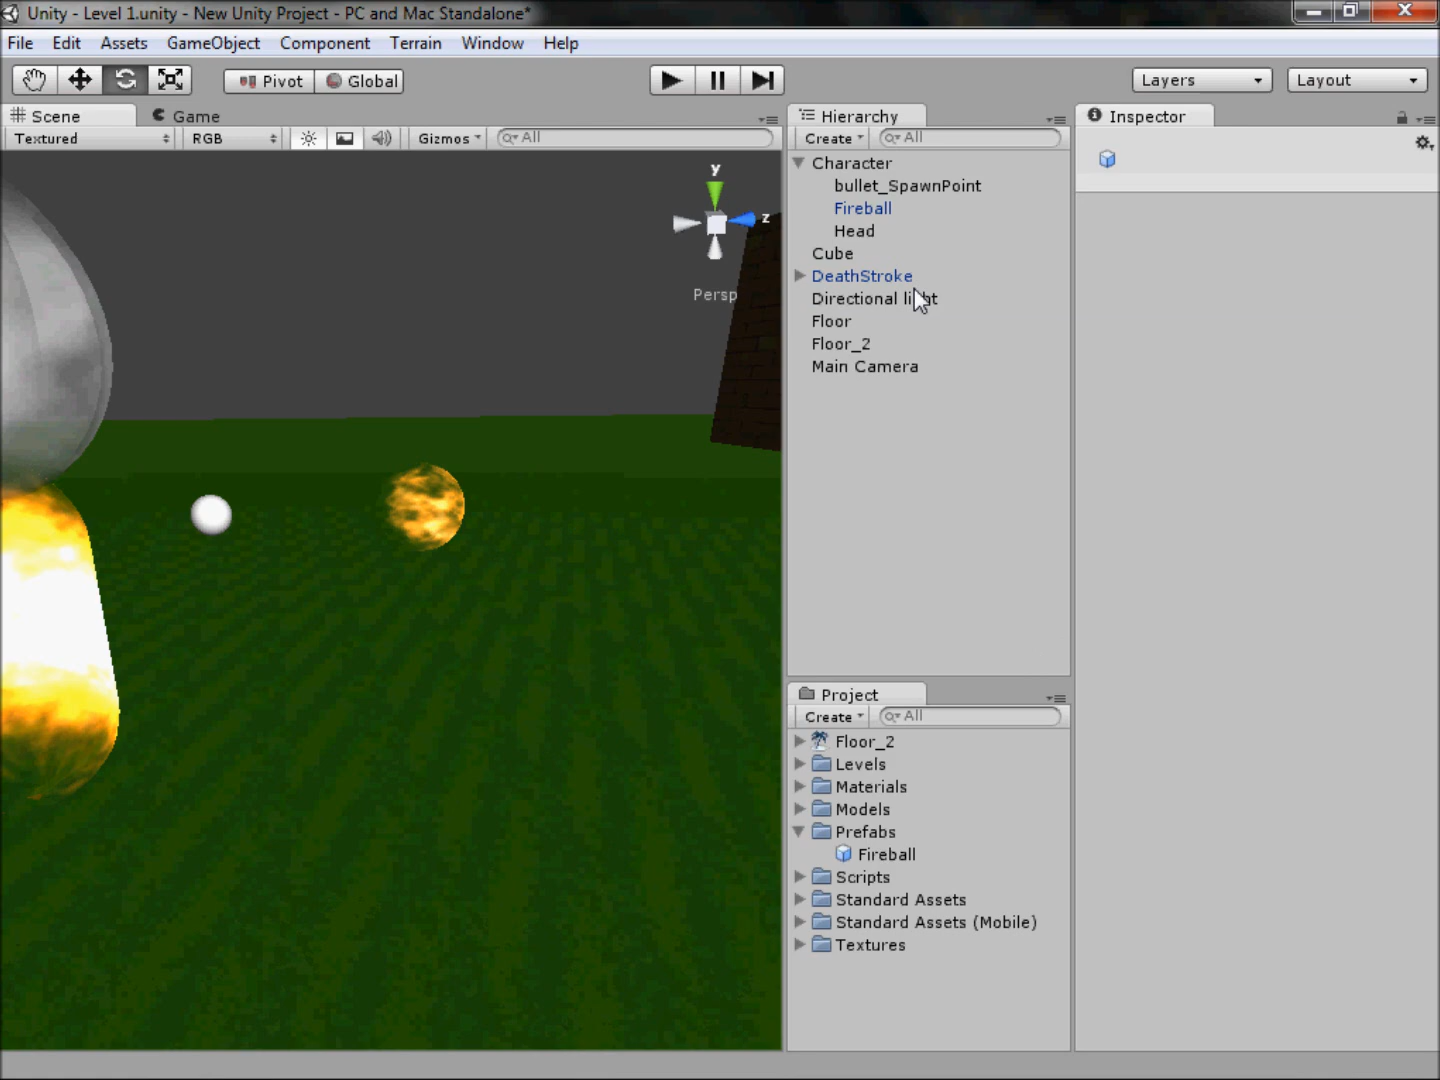 Unity - Level 1.unity - New Unity Project - PC and Mac Standalone*
File Edit Assets GameObject Component Terrain Window Help
Pivot Global Layers Layout
Scene Game Hierarchy Inspector
Textured RGB Gizmos All Create All
Character
bullet_SpawnPoint
Fireball
Head
Cube
DeathStroke
Directional light
Floor
Floor_2
Main Camera
y
z
Persp
Project
Create All
Floor_2
Levels
Materials
Models
Prefabs
Fireball
Scripts
Standard Assets
Standard Assets (Mobile)
Textures